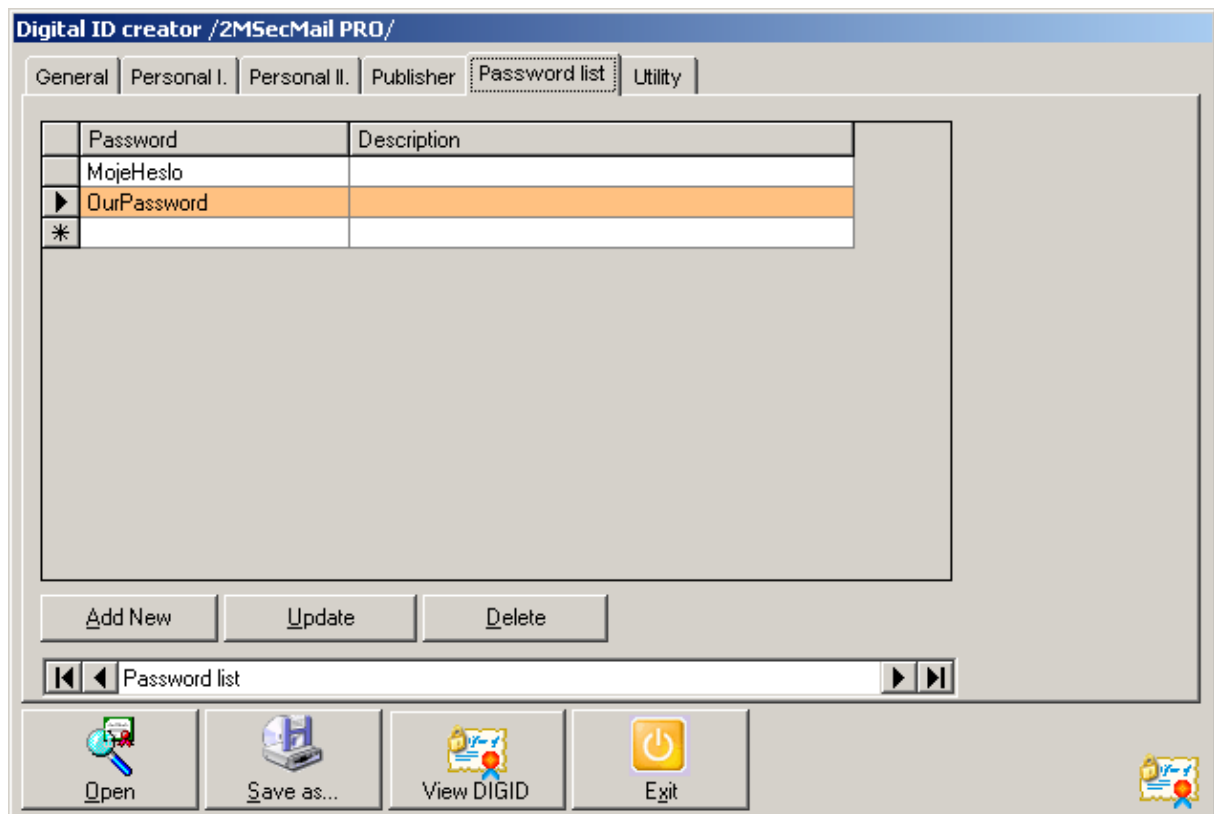 Digital ID creator /2MSecMail PRO/
General Personal I. Personal II. Publisher Password list Utility
Password Description
MojeHeslo
OurPassword
Add New Update Delete
Password list
Open Save as... View DIGID Exit